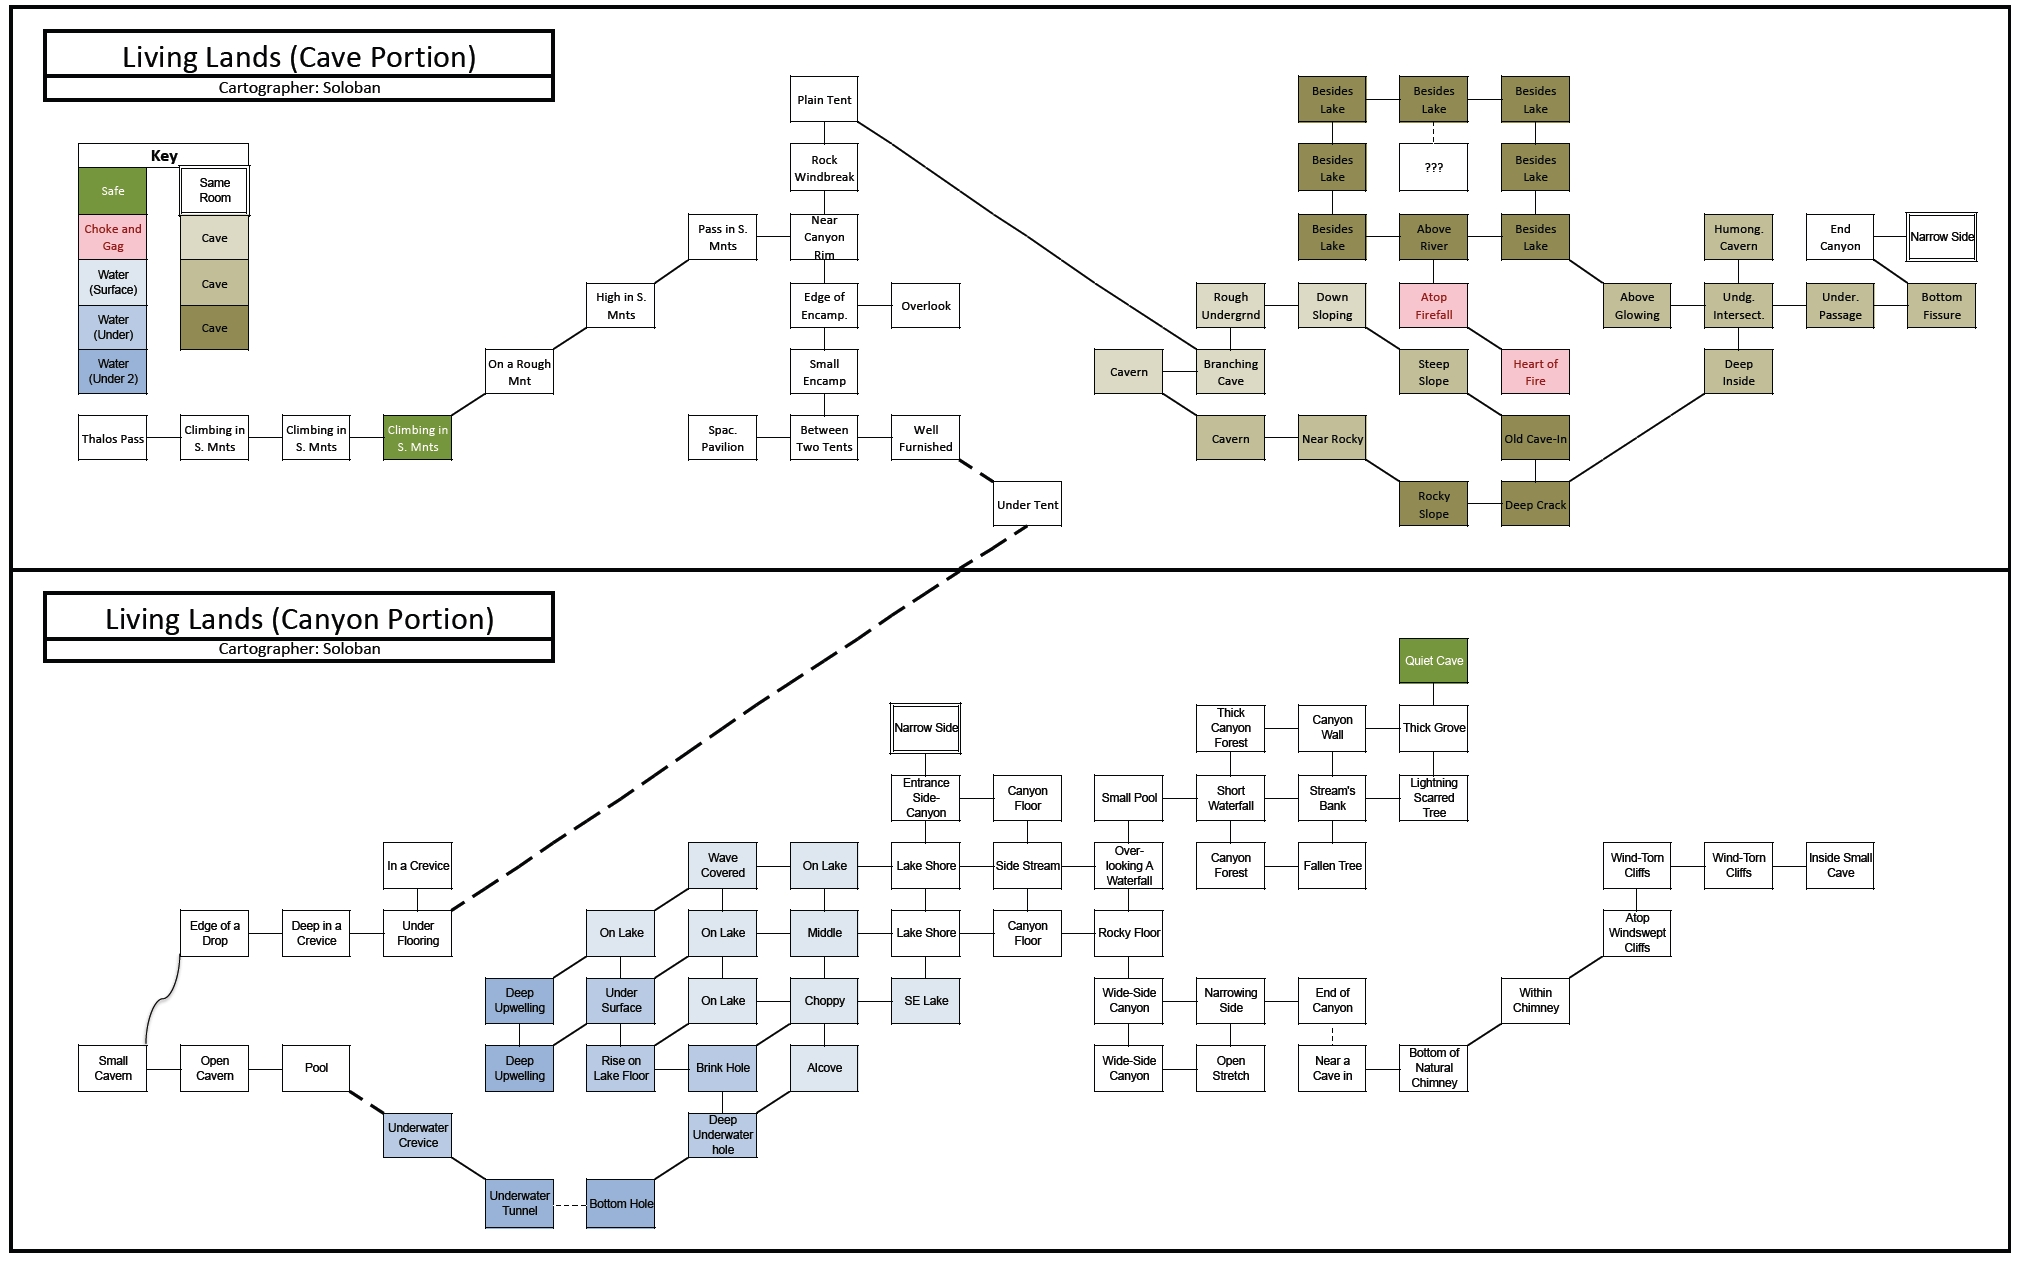 Living Lands (Cave Portion)
Cartographer: Soloban
Key
Safe
Same
Room
Choke and
Gag
Cave
Water
(Surface)
Cave
Water
(Under)
Cave
Water
(Under 2)
Plain Tent
Rock
Windbreak
Pass in S.
Mnts
Near
Canyon
Rim
High in S.
Mnts
Edge of
Encamp.
Overlook
On a Rough
Mnt
Small
Encamp
Thalos Pass
Climbing in
S. Mnts
Climbing in
S. Mnts
Climbing in
S. Mnts
Spac.
Pavilion
Between
Two Tents
Well
Furnished
Under Tent
Besides
Lake
Besides
Lake
Besides
Lake
Besides
Lake
???
Besides
Lake
Besides
Lake
Above
River
Besides
Lake
Humong.
Cavern
End
Canyon
Narrow Side
Rough
Undergrnd
Down
Sloping
Atop
Firefall
Above
Glowing
Undg.
Intersect.
Under.
Passage
Bottom
Fissure
Cavern
Branching
Cave
Steep
Slope
Heart of
Fire
Deep
Inside
Cavern
Near Rocky
Old Cave-In
Rocky
Slope
Deep Crack
Living Lands (Canyon Portion)
Cartographer: Soloban
Quiet Cave
Narrow Side
Thick
Canyon
Forest
Canyon
Wall
Thick Grove
Entrance
Side-
Canyon
Canyon
Floor
Small Pool
Short
Waterfall
Stream's
Bank
Lightning
Scarred
Tree
In a Crevice
Wave
Covered
On Lake
Lake Shore
Side Stream
Over-
looking A
Waterfall
Canyon
Forest
Fallen Tree
Wind-Torn
Cliffs
Wind-Torn
Cliffs
Inside Small
Cave
Edge of a
Drop
Deep in a
Crevice
Under
Flooring
On Lake
On Lake
Middle
Lake Shore
Canyon
Floor
Rocky Floor
Atop
Windswept
Cliffs
Deep
Upwelling
Under
Surface
On Lake
Choppy
SE Lake
Wide-Side
Canyon
Narrowing
Side
End of
Canyon
Within
Chimney
Small
Cavern
Open
Cavern
Pool
Deep
Upwelling
Rise on
Lake Floor
Brink Hole
Alcove
Wide-Side
Canyon
Open
Stretch
Near a
Cave in
Bottom of
Natural
Chimney
Underwater
Crevice
Deep
Underwater
hole
Underwater
Tunnel
Bottom Hole